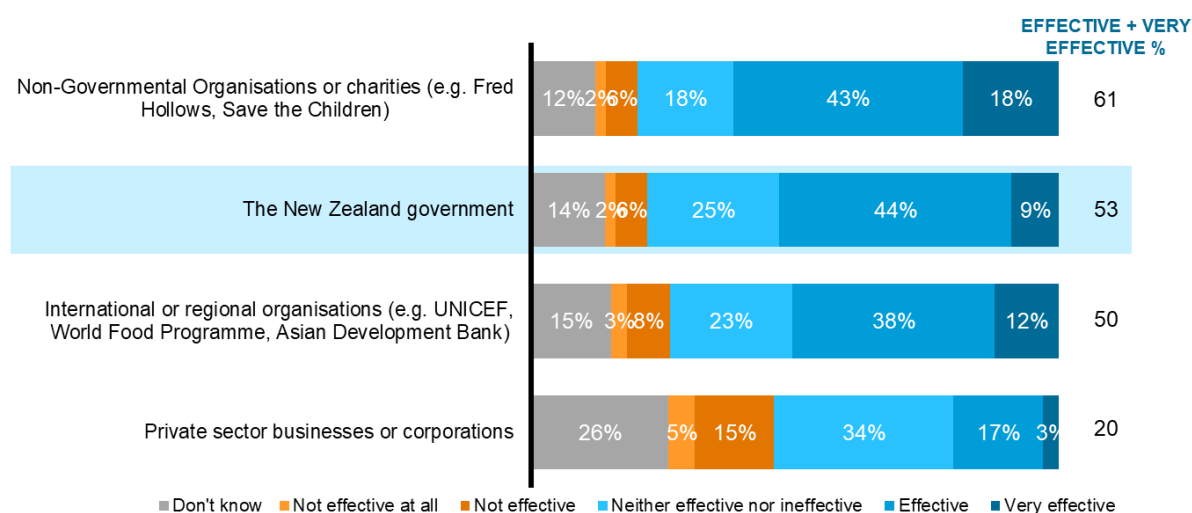 EFFECTIVE + VERY
EFFECTIVE %
Non-Governmental Organisations or charities (e.g. Fred
Hollows, Save the Children)
12% 2% 6% 18% 43% 18% 61
The New Zealand government
14% 2% 6% 25% 44% 9% 53
International or regional organisations (e.g. UNICEF,
World Food Programme, Asian Development Bank)
15% 3% 8% 23% 38% 12% 50
Private sector businesses or corporations
26% 5% 15% 34% 17% 3% 20
Don't know Not effective at all Not effective Neither effective nor ineffective Effective Very effective